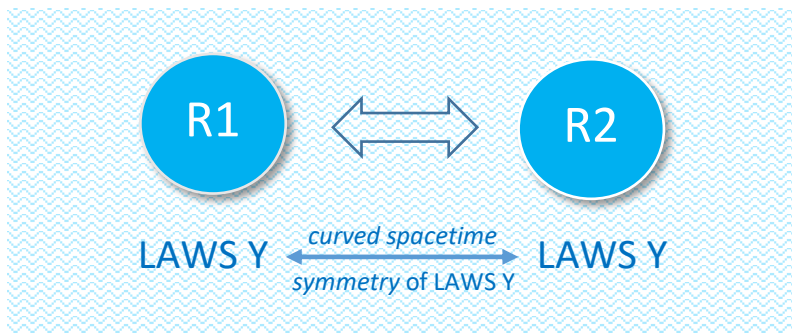 R1
R2
curved spacetime
LAWS Y
LAWS Y
symmetry of LAWS Y